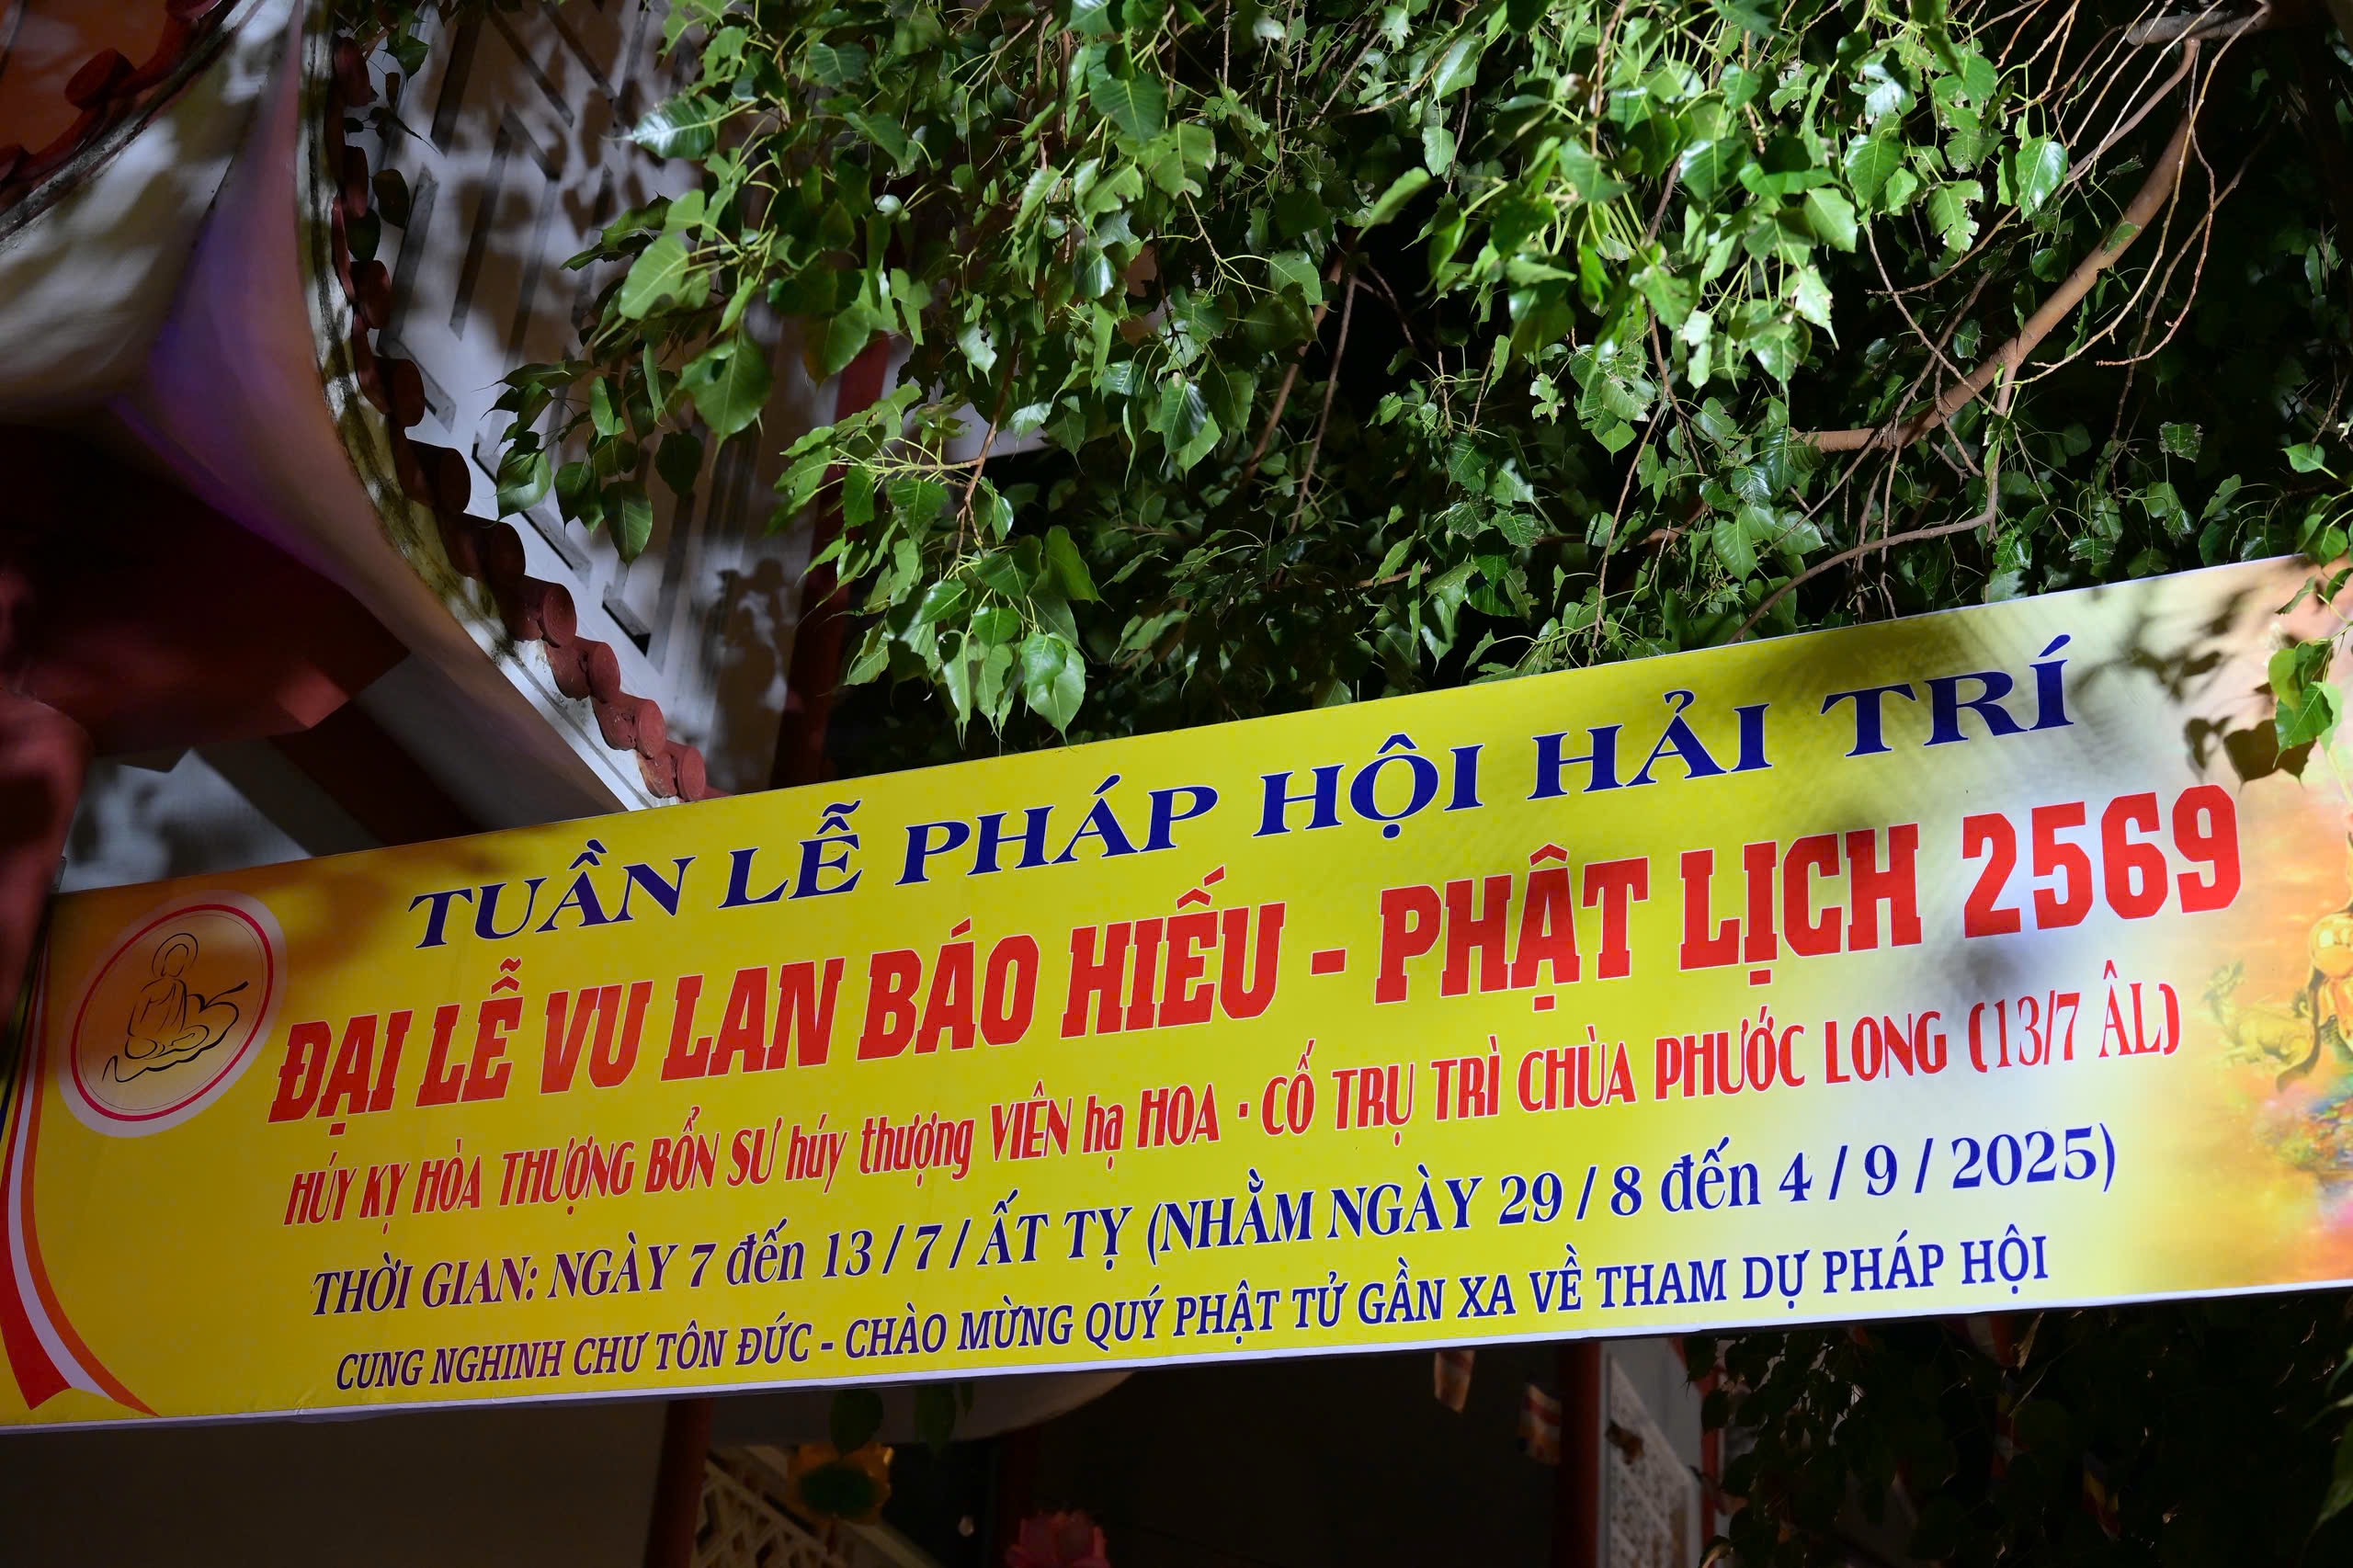 TUẦN LỄ PHÁP HỘI HẢI TRÍ
ĐẠI LỄ VU LAN BÁO HIẾU - PHẬT LỊCH 2569
HÚY KỴ HÒA THƯỢNG BỔN SƯ húy thượng VIÊN hạ HOA - CỐ TRỤ TRÌ CHÙA PHƯỚC LONG (13/7 ÂL)
THỜI GIAN: NGÀY 7 đến 13 / 7 / ẤT TỴ (NHẰM NGÀY 29 / 8 đến 4 / 9 / 2025)
CUNG NGHINH CHƯ TÔN ĐỨC - CHÀO MỪNG QUÝ PHẬT TỬ GẦN XA VỀ THAM DỰ PHÁP HỘI